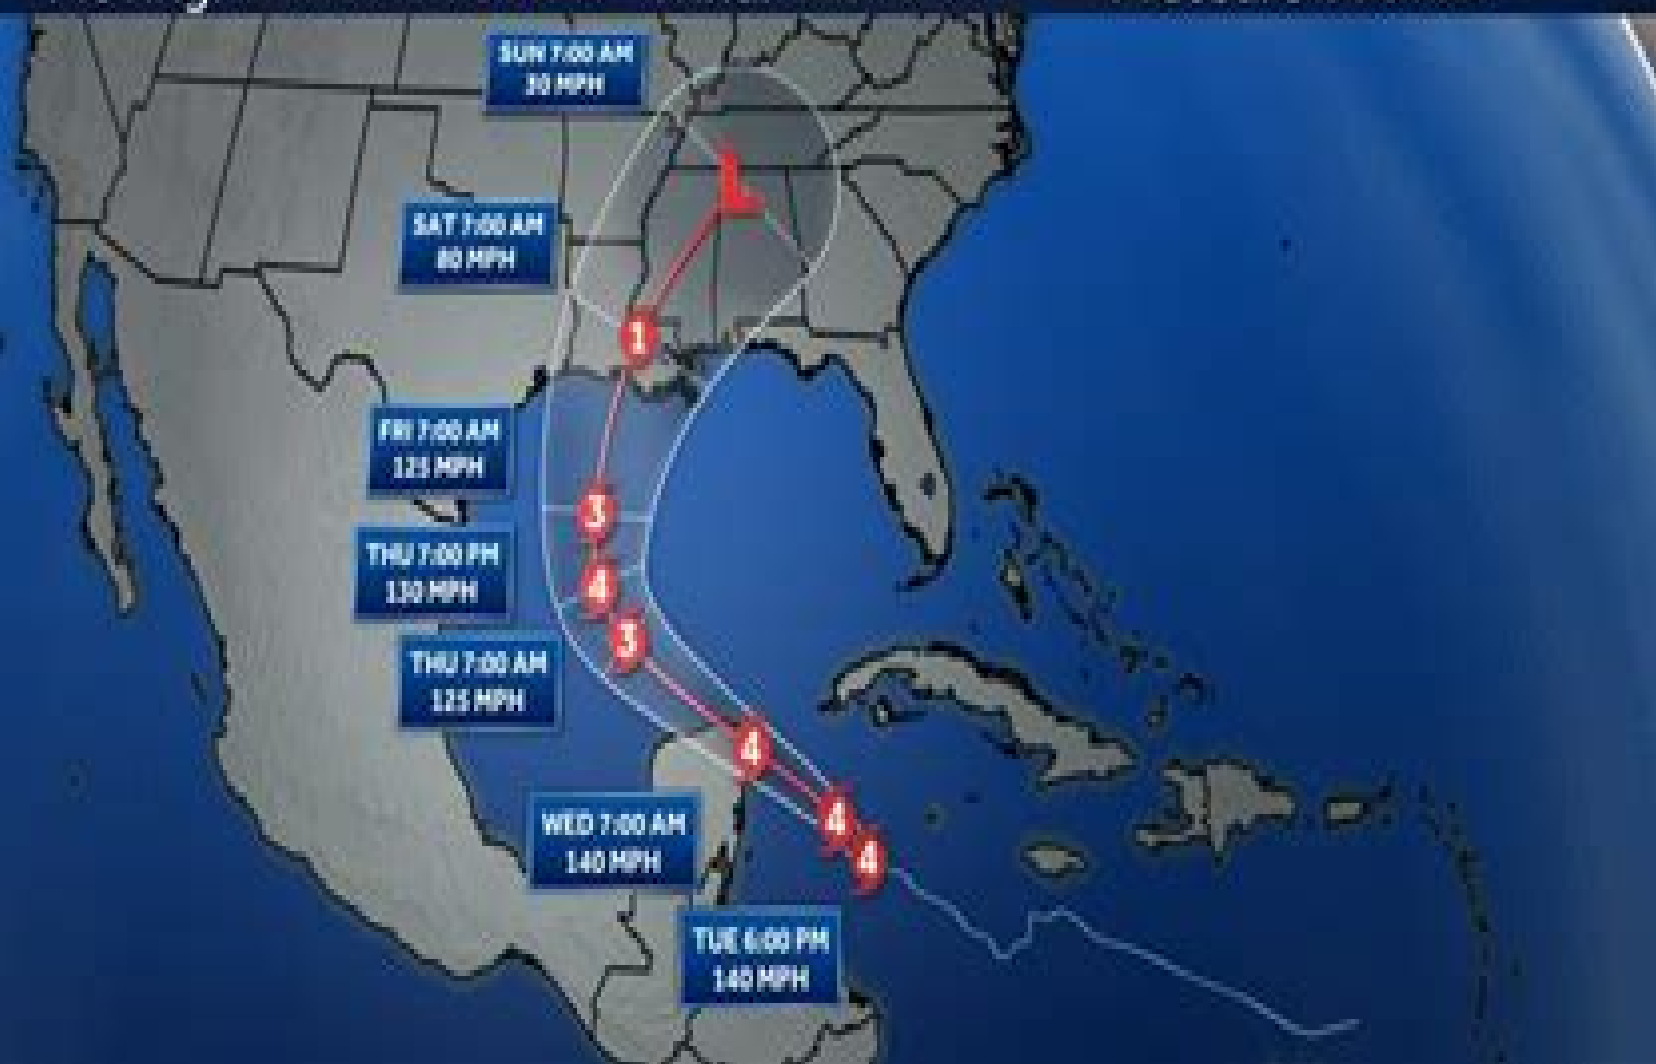 SUN 7:00 AM
30 MPH
SAT 7:00 AM
80 MPH
1
FRI 7:00 AM
125 MPH
3
THU 7:00 PM
130 MPH
4
3
THU 7:00 AM
125 MPH
4
WED 7:00 AM
140 MPH
4
4
TUE 6:00 PM
140 MPH
L